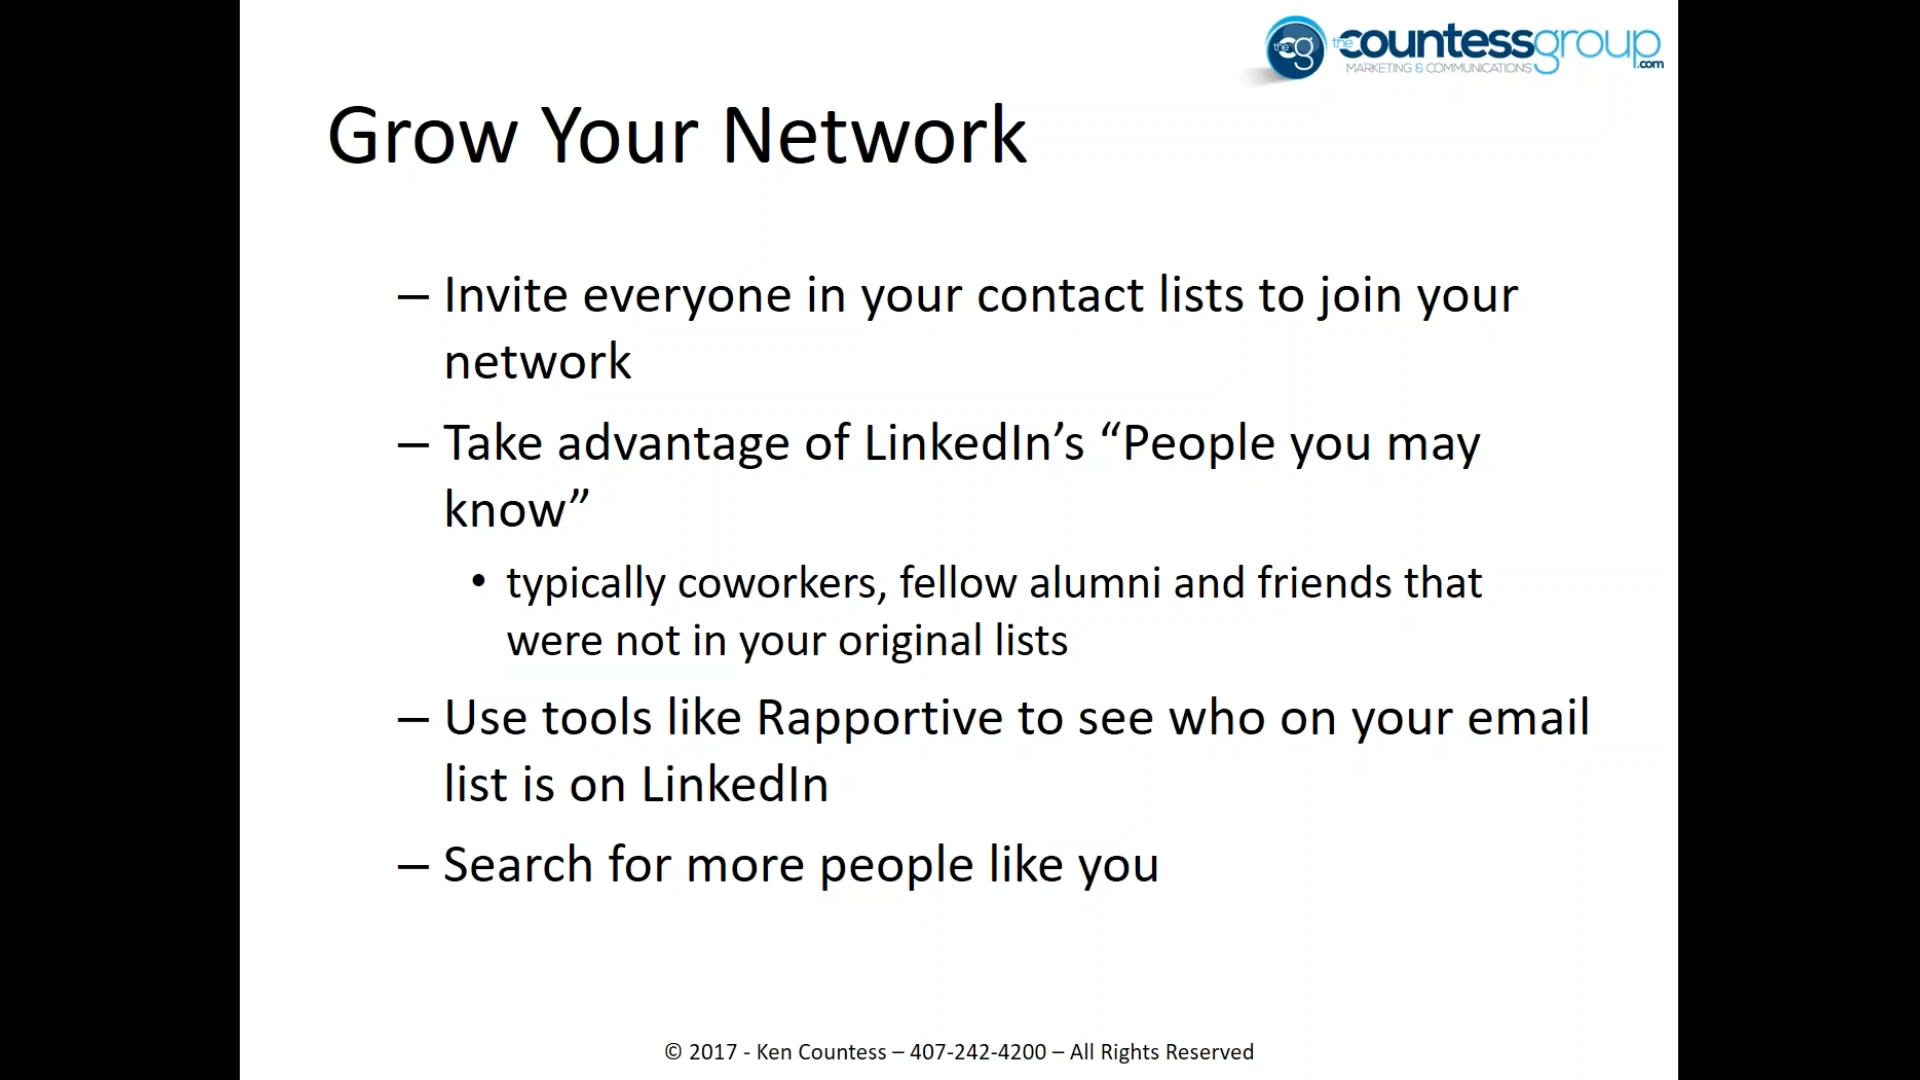 the cg the countessgroup
MARKETING & COMMUNICATIONS .com
Grow Your Network
– Invite everyone in your contact lists to join your
network
– Take advantage of LinkedIn’s “People you may
know”
• typically coworkers, fellow alumni and friends that
were not in your original lists
– Use tools like Rapportive to see who on your email
list is on LinkedIn
– Search for more people like you
© 2017 - Ken Countess – 407-242-4200 – All Rights Reserved